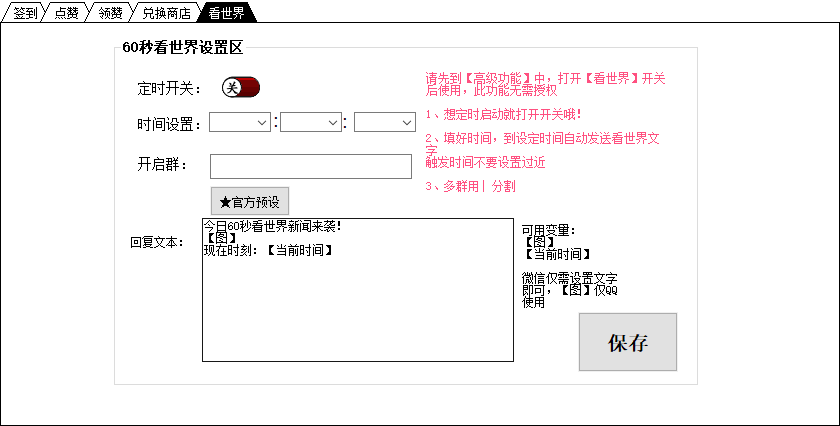 签到 点赞 领赞 兑换商店 看世界
60秒看世界设置区
定时开关： 关
请先到【高级功能】中，打开【看世界】开关
后使用，此功能无需授权
1、想定时启动就打开开关哦!
时间设置： : :
2、填好时间，到设定时间自动发送看世界文
字
触发时间不要设置过近
开启群：
3、多群用| 分割
★官方预设
回复文本：
今日60秒看世界新闻来袭!
【图】
现在时刻：【当前时间】
可用变量：
【图】
【当前时间】
微信仅需设置文字
即可，【图】仅QQ
使用
保存